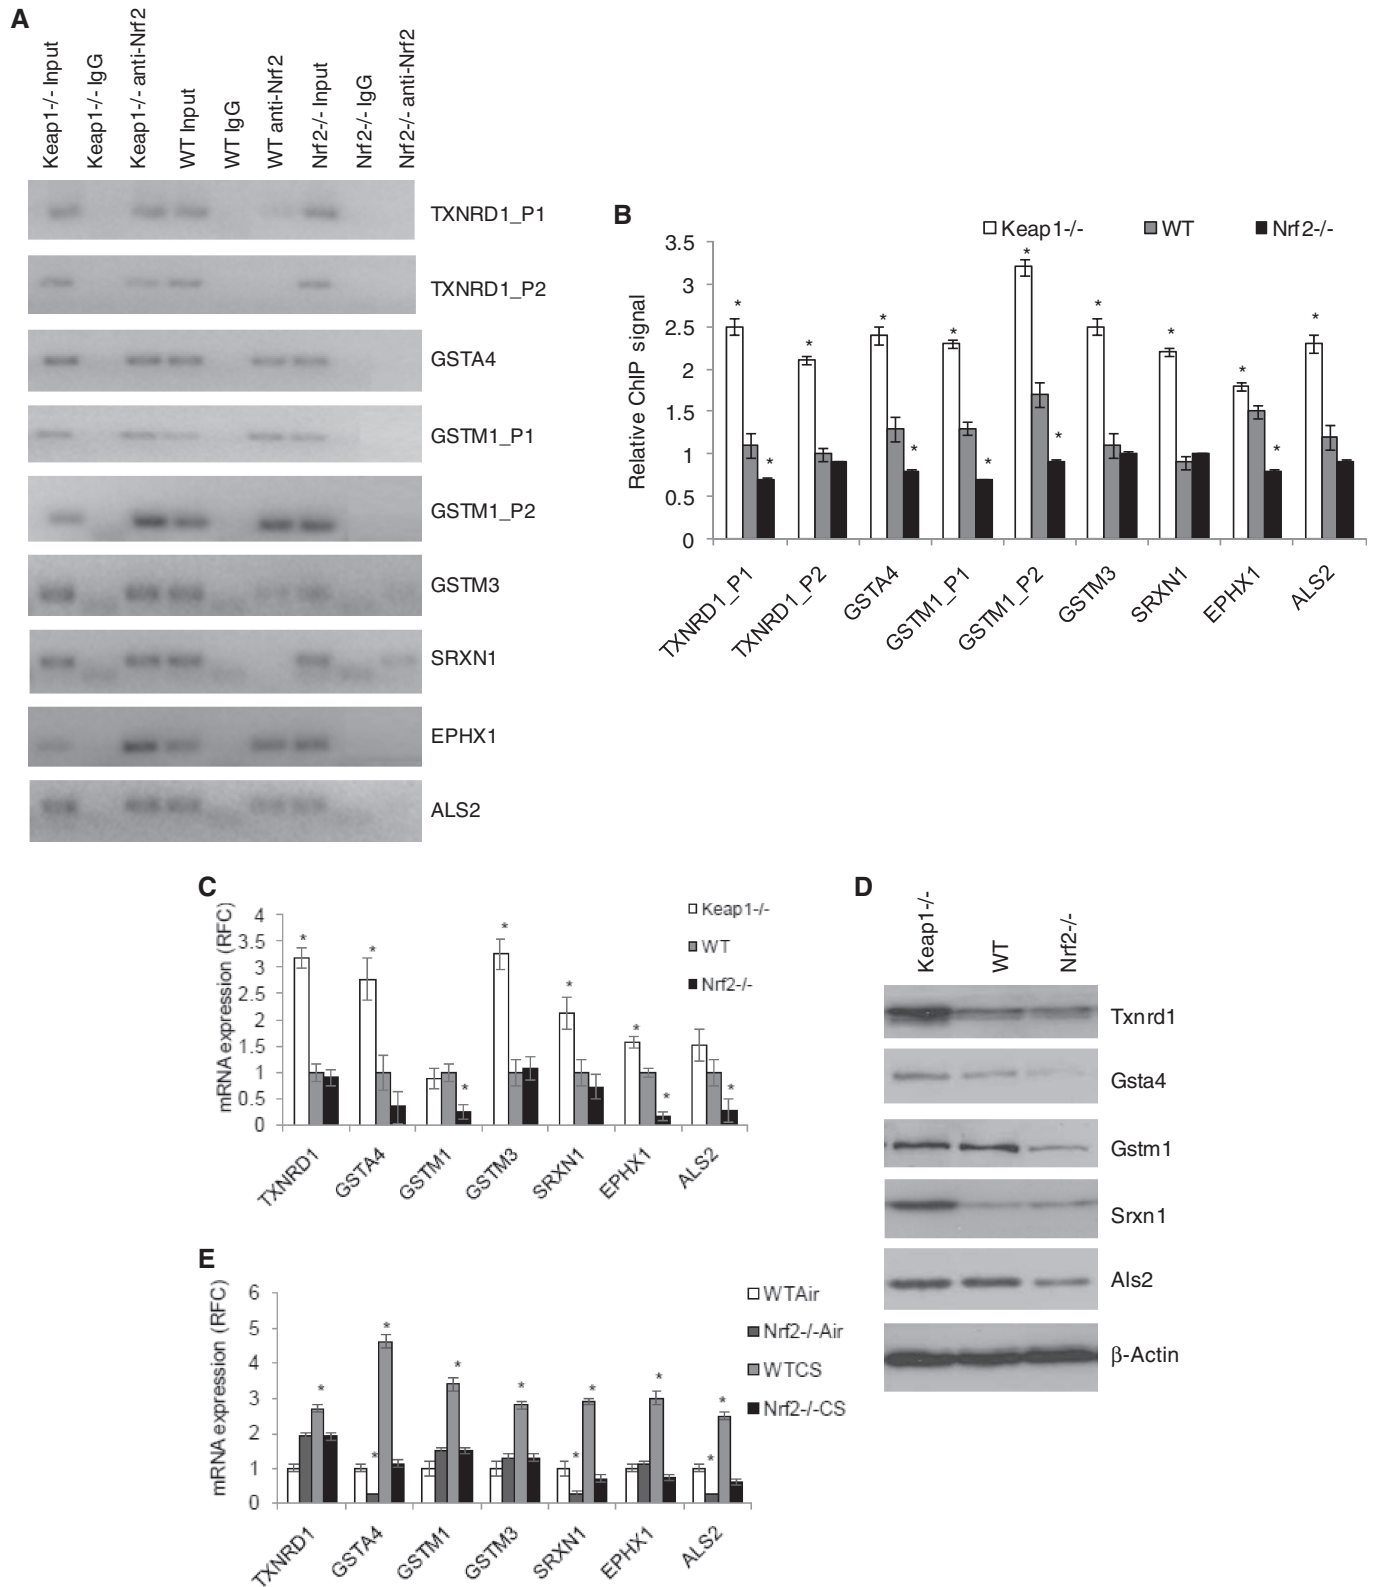 A
Keap1-/- Input
Keap1-/- IgG
Keap1-/- anti-Nrf2
WT Input
WT IgG
WT anti-Nrf2
Nrf2-/- Input
Nrf2-/- IgG
Nrf2-/- anti-Nrf2
TXNRD1_P1
TXNRD1_P2
GSTA4
GSTM1_P1
GSTM1_P2
GSTM3
SRXN1
EPHX1
ALS2
B
Keap1-/- WT Nrf2-/-
Relative ChIP signal
3.5
3
2.5
2
1.5
1
0.5
0
* * * * * * * * * * * * * *
TXNRD1_P1
TXNRD1_P2
GSTA4
GSTM1_P1
GSTM1_P2
GSTM3
SRXN1
EPHX1
ALS2
C
Keap1-/-
WT
Nrf2-/-
mRNA expression (RFC)
4
3.5
3
2.5
2
1.5
1
0.5
0
* * * * * * * *
TXNRD1
GSTA4
GSTM1
GSTM3
SRXN1
EPHX1
ALS2
D
Keap1-/-
WT
Nrf2-/-
Txnrd1
Gsta4
Gstm1
Srxn1
Als2
β-Actin
E
WTAir
Nrf2-/-Air
WTCS
Nrf2-/-CS
mRNA expression (RFC)
6
5
4
3
2
1
0
* * * * * * * * * *
TXNRD1
GSTA4
GSTM1
GSTM3
SRXN1
EPHX1
ALS2